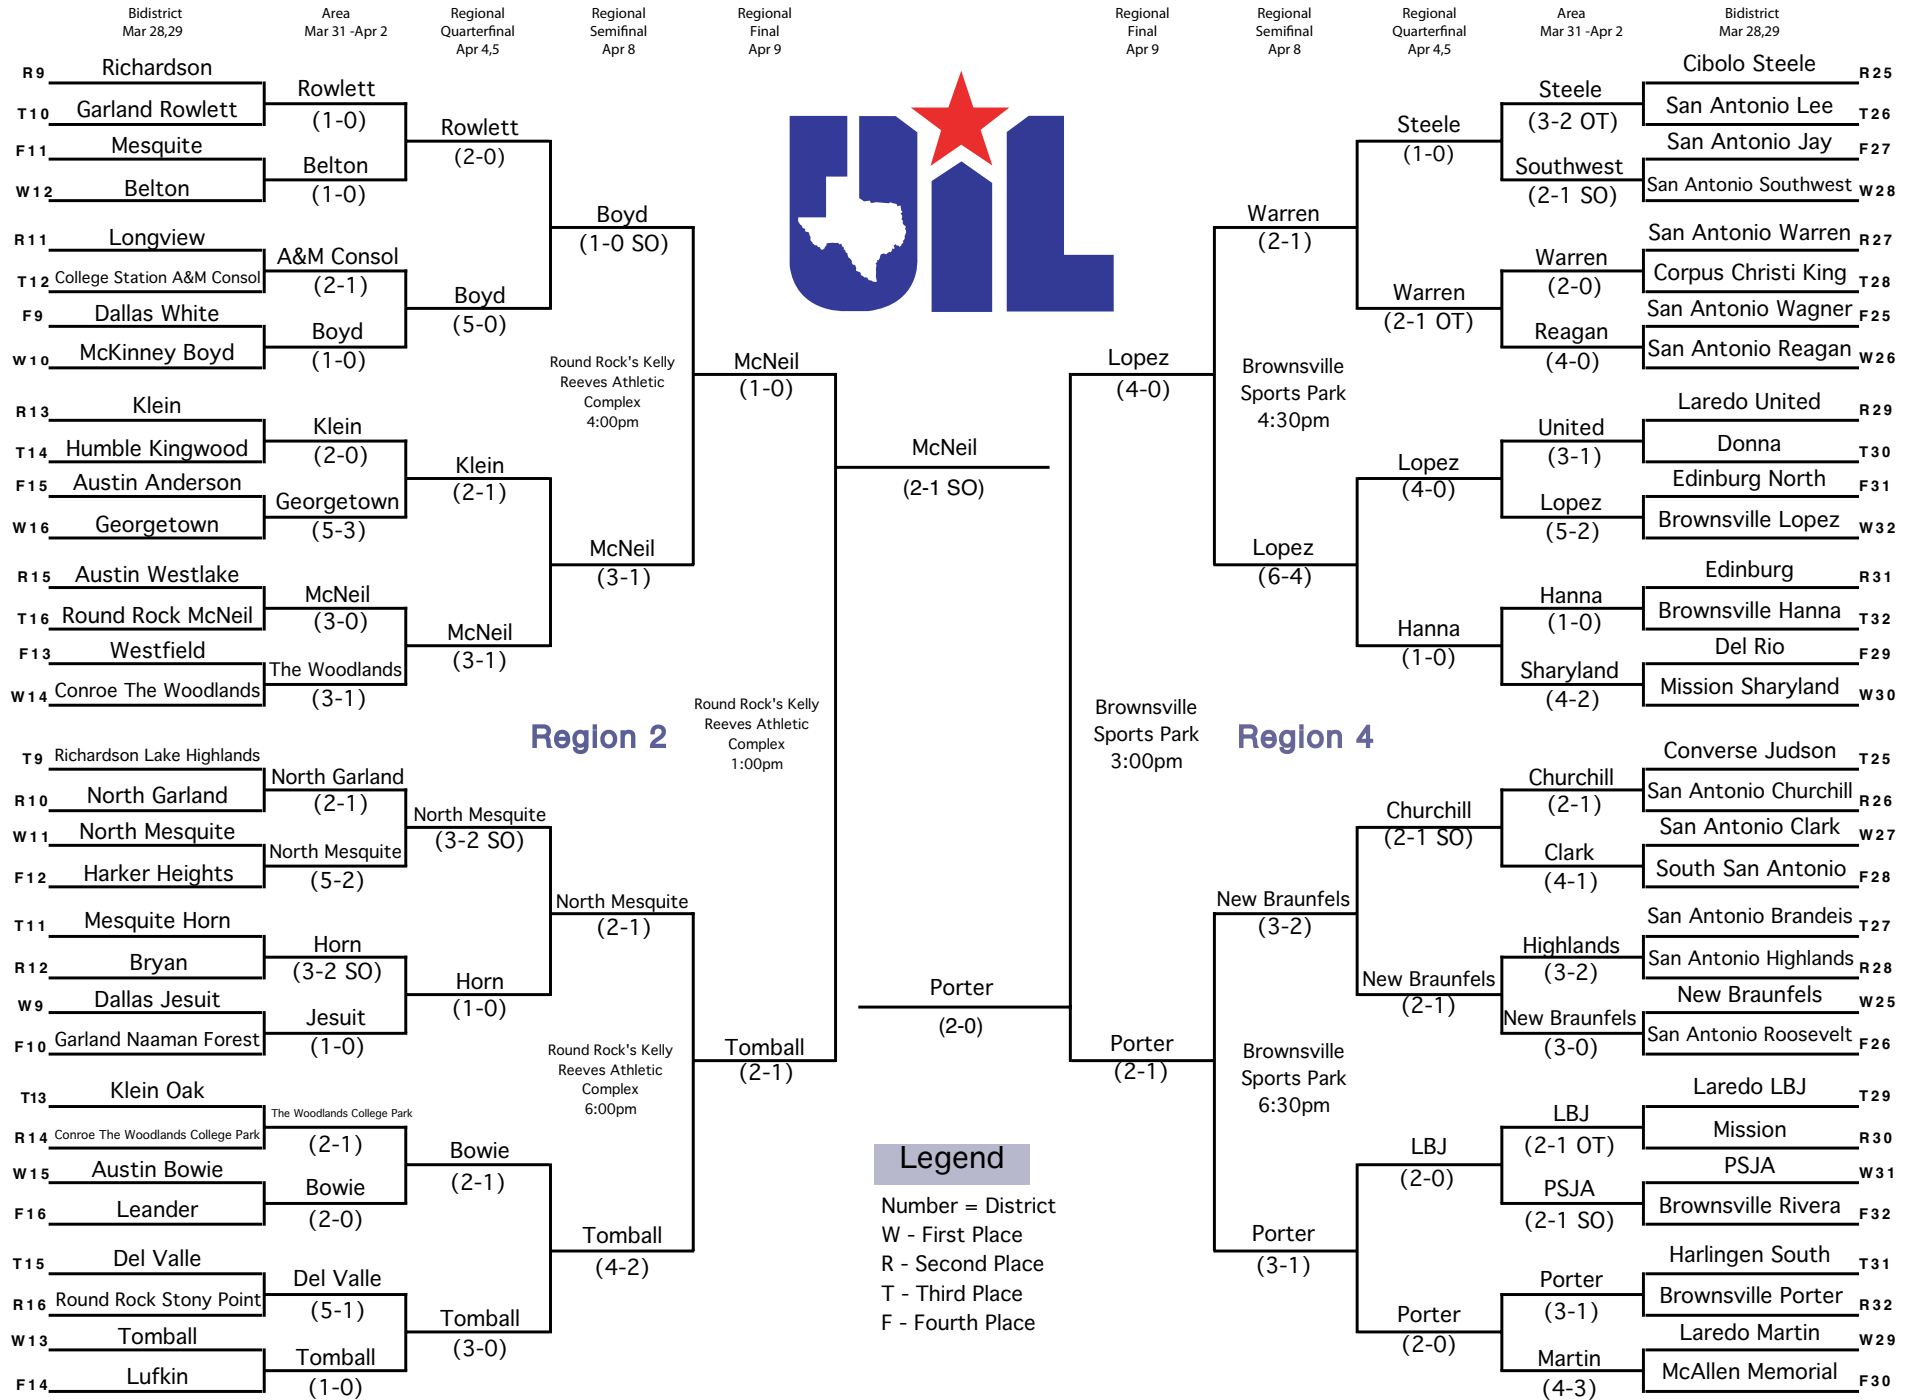 Bidistrict
Mar 28,29
Area
Mar 31 -Apr 2
Regional
Quarterfinal
Apr 4,5
Regional
Semifinal
Apr 8
Regional
Final
Apr 9
Regional
Final
Apr 9
Regional
Semifinal
Apr 8
Regional
Quarterfinal
Apr 4,5
Area
Mar 31 -Apr 2
Bidistrict
Mar 28,29
R9 Richardson
T10 Garland Rowlett
F11 Mesquite
W12 Belton
R11 Longview
T12 College Station A&M Consol
F9 Dallas White
W10 McKinney Boyd
R13 Klein
T14 Humble Kingwood
F15 Austin Anderson
W16 Georgetown
R15 Austin Westlake
T16 Round Rock McNeil
F13 Westfield
W14 Conroe The Woodlands
T9 Richardson Lake Highlands
R10 North Garland
W11 North Mesquite
F12 Harker Heights
T11 Mesquite Horn
R12 Bryan
W9 Dallas Jesuit
F10 Garland Naaman Forest
T13 Klein Oak
R14 Conroe The Woodlands College Park
W15 Austin Bowie
F16 Leander
T15 Del Valle
R16 Round Rock Stony Point
W13 Tomball
F14 Lufkin
Rowlett
(1-0)
Belton
(1-0)
A&M Consol
(2-1)
Boyd
(1-0)
Klein
(2-0)
Georgetown
(5-3)
McNeil
(3-0)
The Woodlands
(3-1)
North Garland
(2-1)
North Mesquite
(5-2)
Horn
(3-2 SO)
Jesuit
(1-0)
The Woodlands College Park
(2-1)
Bowie
(2-0)
Del Valle
(5-1)
Tomball
(1-0)
Rowlett
(2-0)
Boyd
(5-0)
Klein
(2-1)
McNeil
(3-1)
North Mesquite
(3-2 SO)
Horn
(1-0)
Bowie
(2-1)
Tomball
(3-0)
Boyd
(1-0 SO)
Round Rock's Kelly
Reeves Athletic
Complex
4:00pm
McNeil
(3-1)
Region 2
North Mesquite
(2-1)
Round Rock's Kelly
Reeves Athletic
Complex
6:00pm
Tomball
(4-2)
McNeil
(1-0)
Round Rock's Kelly
Reeves Athletic
Complex
1:00pm
Tomball
(2-1)
UIL
McNeil
(2-1 SO)
Porter
(2-0)
Legend
Number = District
W - First Place
R - Second Place
T - Third Place
F - Fourth Place
Lopez
(4-0)
Brownsville
Sports Park
3:00pm
Porter
(2-1)
Warren
(2-1)
Brownsville
Sports Park
4:30pm
Lopez
(6-4)
Region 4
New Braunfels
(3-2)
Brownsville
Sports Park
6:30pm
Porter
(3-1)
Steele
(1-0)
Warren
(2-1 OT)
Lopez
(4-0)
Hanna
(1-0)
Churchill
(2-1 SO)
New Braunfels
(2-1)
LBJ
(2-0)
Porter
(2-0)
Steele
(3-2 OT)
Southwest
(2-1 SO)
Warren
(2-0)
Reagan
(4-0)
United
(3-1)
Lopez
(5-2)
Hanna
(1-0)
Sharyland
(4-2)
Churchill
(2-1)
Clark
(4-1)
Highlands
(3-2)
New Braunfels
(3-0)
LBJ
(2-1 OT)
PSJA
(2-1 SO)
Porter
(3-1)
Martin
(4-3)
Cibolo Steele R25
San Antonio Lee T26
San Antonio Jay F27
San Antonio Southwest W28
San Antonio Warren R27
Corpus Christi King T28
San Antonio Wagner F25
San Antonio Reagan W26
Laredo United R29
Donna T30
Edinburg North F31
Brownsville Lopez W32
Edinburg R31
Brownsville Hanna T32
Del Rio F29
Mission Sharyland W30
Converse Judson T25
San Antonio Churchill R26
San Antonio Clark W27
South San Antonio F28
San Antonio Brandeis T27
San Antonio Highlands R28
New Braunfels W25
San Antonio Roosevelt F26
Laredo LBJ T29
Mission R30
PSJA W31
Brownsville Rivera F32
Harlingen South T31
Brownsville Porter R32
Laredo Martin W29
McAllen Memorial F30